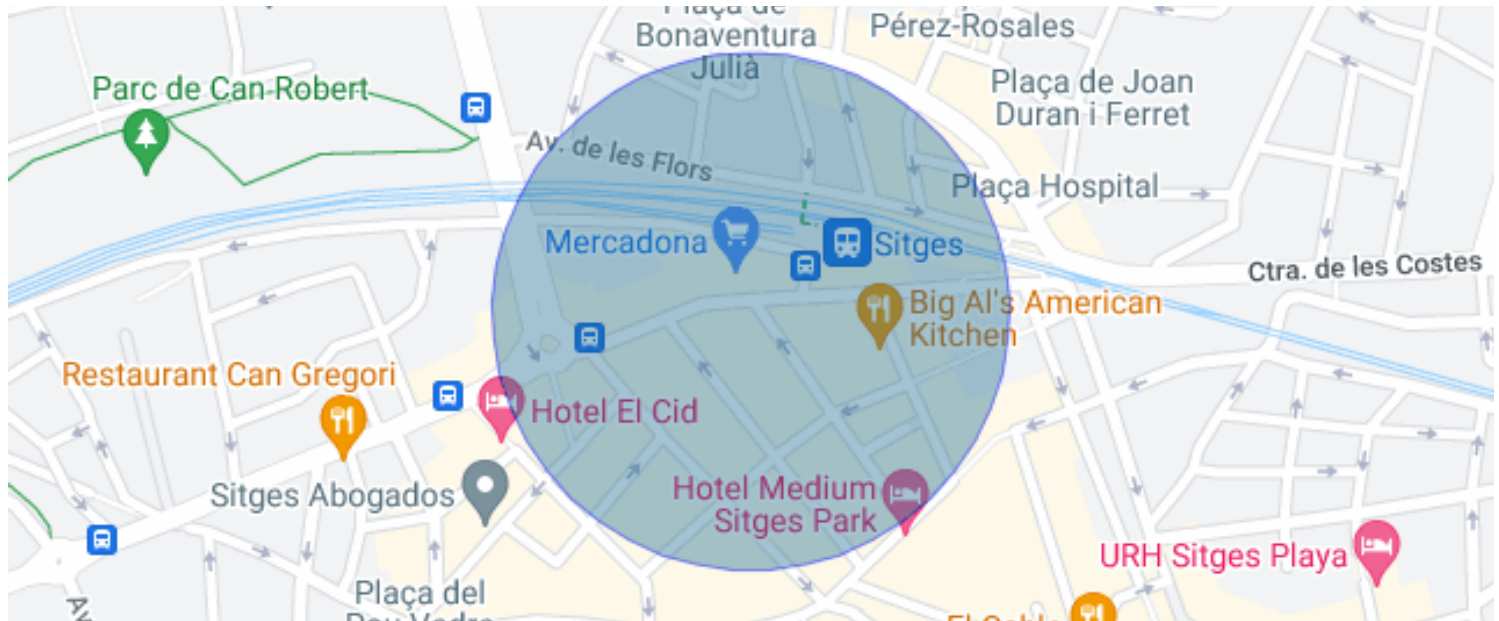 Plaça de
Bonaventura
Julià
Pérez-Rosales
Parc de Can Robert
Plaça de Joan
Duran i Ferret
Av. de les Flors
Plaça Hospital
Mercadona
Sitges
Ctra. de les Costes
Big Al's American
Kitchen
Restaurant Can Gregori
Hotel El Cid
Sitges Abogados
Hotel Medium
Sitges Park
URH Sitges Playa
Plaça del
Av